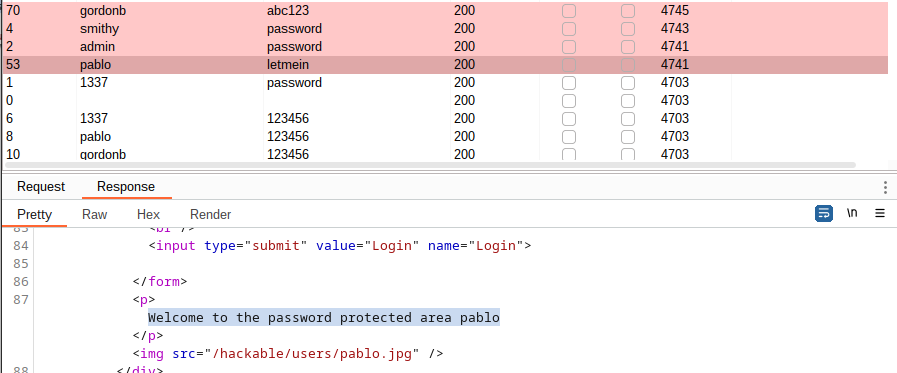 70 gordonb abc123 200 4745
4 smithy password 200 4743
2 admin password 200 4741
53 pablo letmein 200 4741
1 1337 password 200 4703
0 200 4703
6 1337 123456 200 4703
8 pablo 123456 200 4703
10 gordonb 123456 200 4703
Request Response
Pretty Raw Hex Render \n
83 <br />
84 <input type="submit" value="Login" name="Login">
85
86 </form>
87 <p>
Welcome to the password protected area pablo
</p>
<img src="/hackable/users/pablo.jpg" />
88 </div>